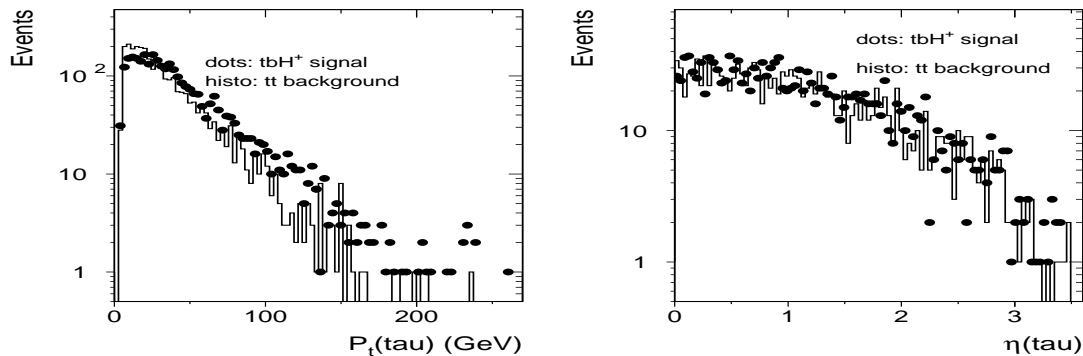 Events
10 2
10
1
dots: tbH+ signal
histo: tt background
0
100
200
Pt(tau) (GeV)
Events
10
1
dots: tbH+ signal
histo: tt background
0
1
2
3
η(tau)